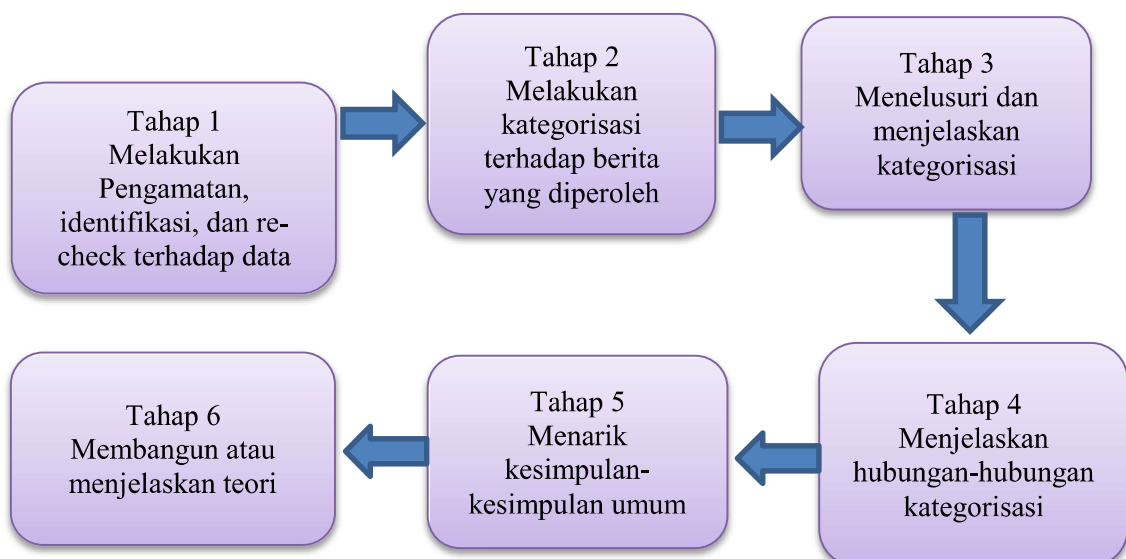 Tahap 1
Melakukan
Pengamatan,
identifikasi, dan re-
check terhadap data
Tahap 2
Melakukan
kategorisasi
terhadap berita
yang diperoleh
Tahap 3
Menelusuri dan
menjelaskan
kategorisasi
Tahap 4
Menjelaskan
hubungan-hubungan
kategorisasi
Tahap 5
Menarik
kesimpulan-
kesimpulan umum
Tahap 6
Membangun atau
menjelaskan teori